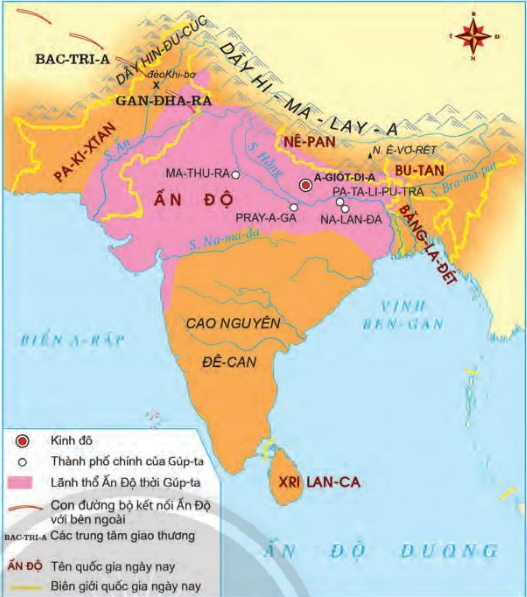 B
T
Đ
N
BAC-TRI-A
DÃY HIN-ĐU-CÚC
đèo Khi-bơ
DÃY HI - MA - LAY - A
GAN-ĐHA-RA
PA-KI-XTAN
S. Ấn
NÊ-PAN
N. Ê-VƠ-RÉT
S. Hằng
BU-TAN
S. Bra-ma-pút
MA-THU-RA
A-GIÓT-DI-A
PA-TA-LI-PU-TRA
ẤN ĐỘ
PRAY-A-GA
NA-LAN-ĐA
BĂNG-LA-ĐÉT
S. Na-ma-da
VỊNH
BEN-GAN
CAO NGUYÊN
ĐÊ-CAN
BIỂN A-RẬP
XRI LAN-CA
ẤN ĐỘ DƯƠNG
Kinh đô
Thành phố chính của Gúp-ta
Lãnh thổ Ấn Độ thời Gúp-ta
Con đường bộ kết nối Ấn Độ
với bên ngoài
BAC-TRI-A Các trung tâm giao thương
ẤN ĐỘ Tên quốc gia ngày nay
Biên giới quốc gia ngày nay